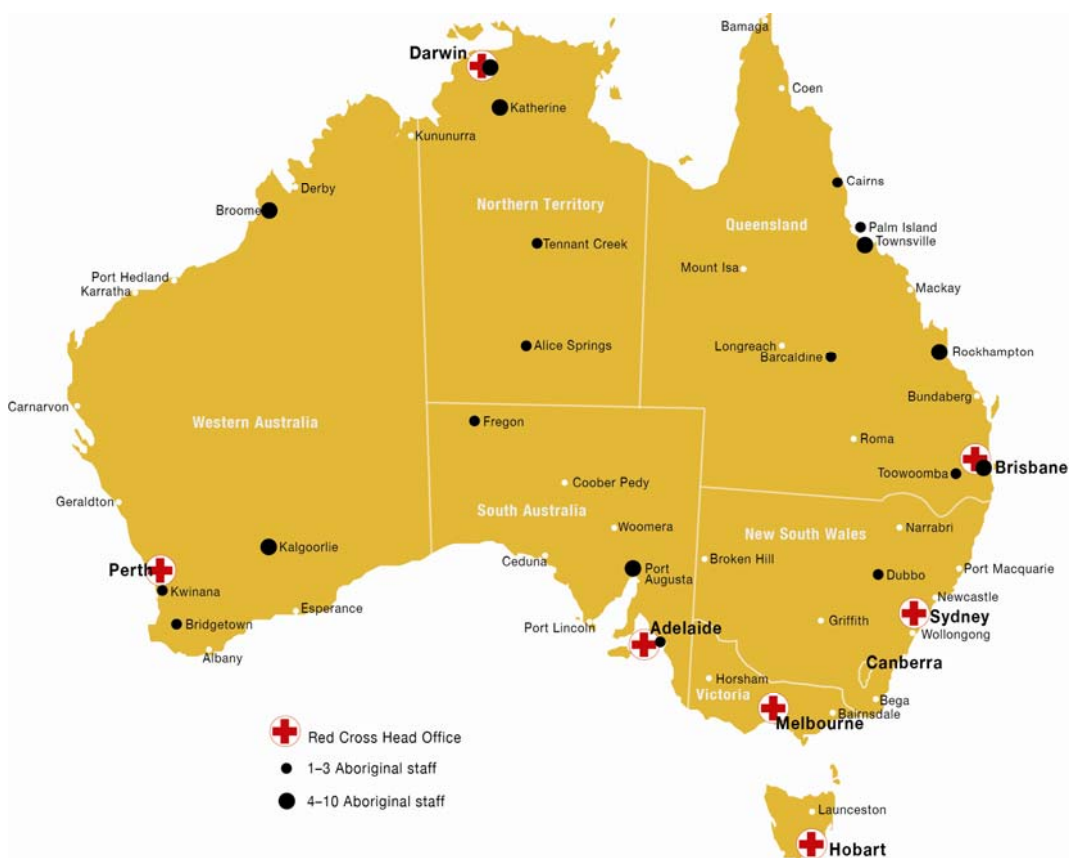 Bamaga
Darwin
Coen
Katherine
Kununurra
Cairns
Derby
Northern Territory
Broome
Queensland
Palm Island
Townsville
Tennant Creek
Mount Isa
Port Hedland
Karratha
Mackay
Alice Springs
Longreach
Barcaldine
Rookhampton
Bundaberg
Carnarvon
Western Australia
Fregon
Roma
Toowoomba
Brisbane
Coober Pedy
Geraldton
South Australia
Woomera
New South Wales
Narrabri
Kalgoorlie
Ceduna
Broken Hill
Perth
Port
Augusta
Dubbo
Port Macquarie
Kwinana
Newcastle
Esperance
Sydney
Bridgetown
Port Lincoln
Adelaide
Griffith
Wollongong
Albany
Canberra
Horsham
Victoria
Bega
Bairnsdale
Melbourne
Red Cross Head Office
1–3 Aboriginal staff
4–10 Aboriginal staff
Launceston
Hobart